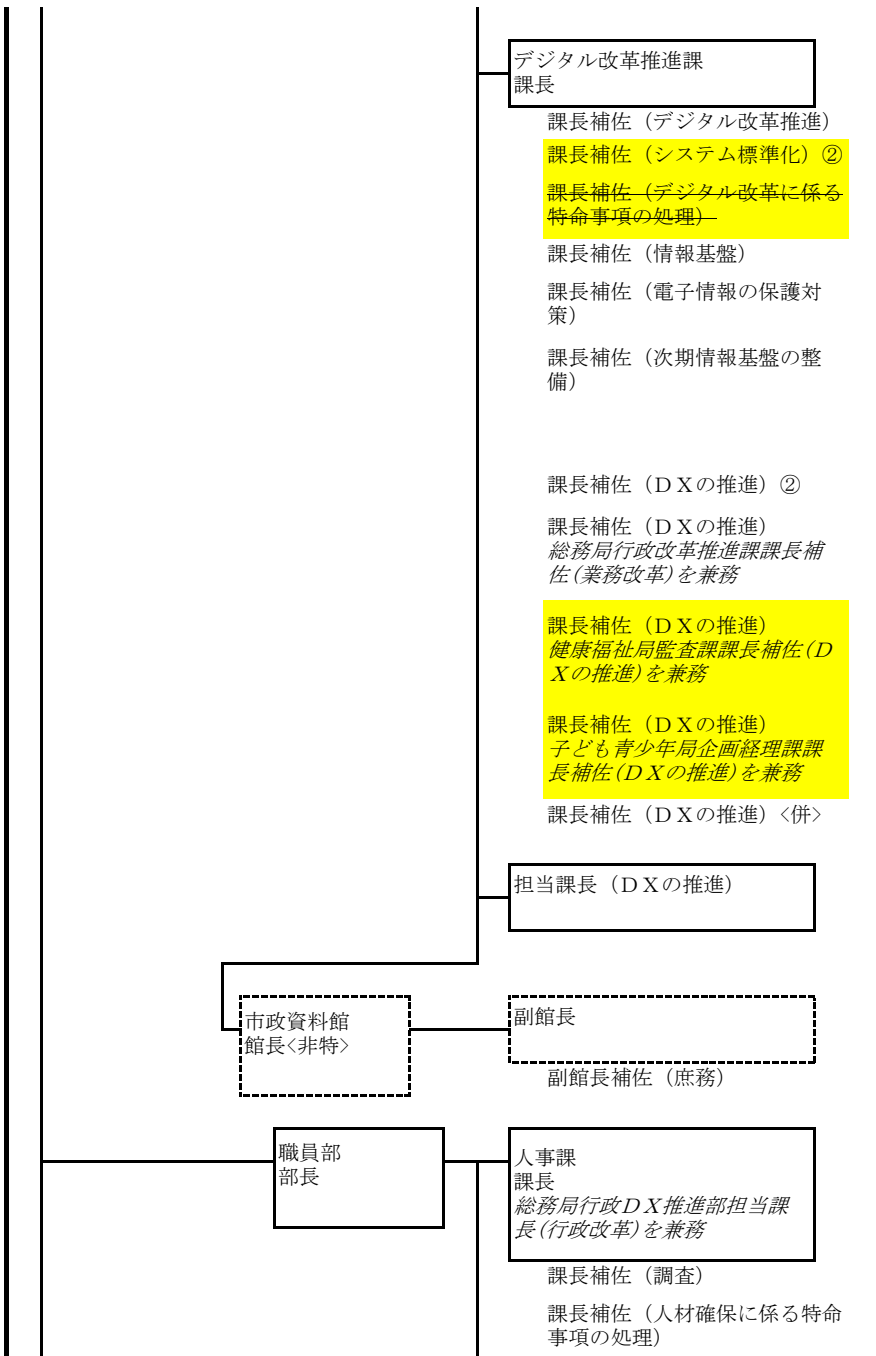 デジタル改革推進課
課長
課長補佐（デジタル改革推進）
課長補佐（システム標準化）②
課長補佐（デジタル改革に係る
特命事項の処理）
課長補佐（情報基盤）
課長補佐（電子情報の保護対
策）
課長補佐（次期情報基盤の整
備）
課長補佐（ＤＸの推進）②
課長補佐（ＤＸの推進）
総務局行政改革推進課課長補
佐(業務改革)を兼務
課長補佐（ＤＸの推進）
健康福祉局監査課課長補佐(Ｄ
Ｘの推進)を兼務
課長補佐（ＤＸの推進）
子ども青少年局企画経理課課
長補佐(ＤＸの推進)を兼務
課長補佐（ＤＸの推進）<併>
担当課長（ＤＸの推進）
市政資料館
館長<非特>
副館長
副館長補佐（庶務）
職員部
部長
人事課
課長
総務局行政ＤＸ推進部担当課
長(行政改革)を兼務
課長補佐（調査）
課長補佐（人材確保に係る特命
事項の処理）